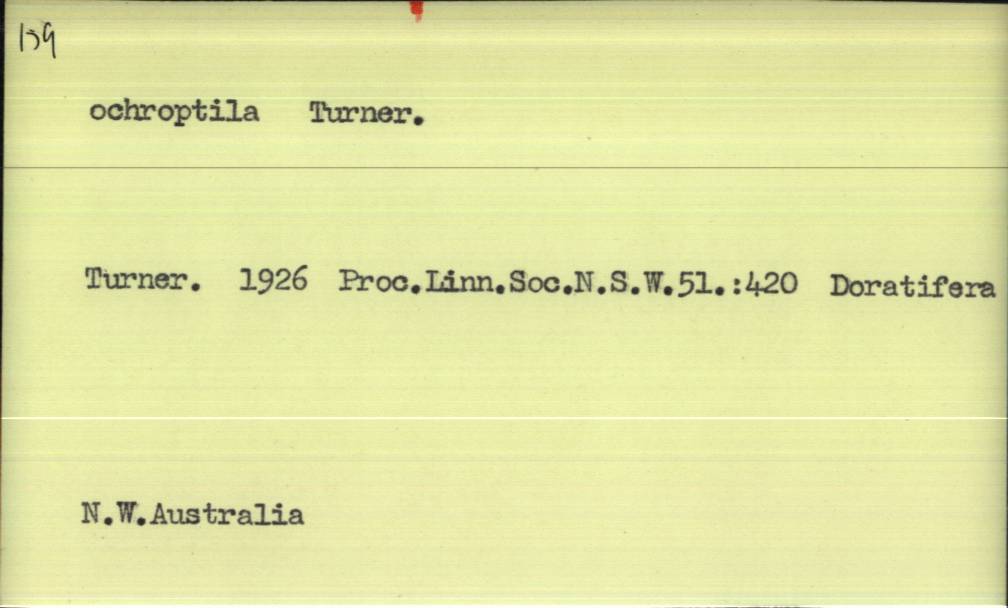 159
ochroptila Turner.
Turner. 1926 Proc.Linn.Soc.N.S.W.51.:420 Doratifera
N.W.Australia